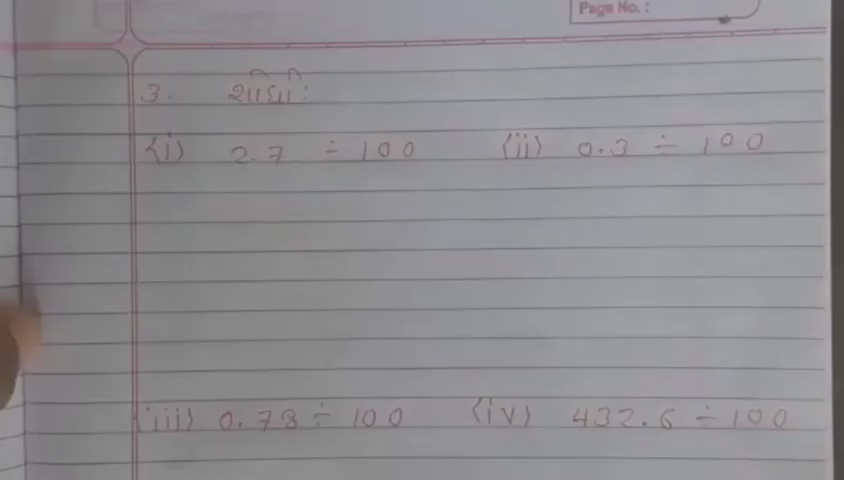 Page No. :
3. શોધો:
(i) 2.7 ÷ 100 (ii) 0.3 ÷ 100
(iii) 0.78 ÷ 100 (iv) 432.6 ÷ 100